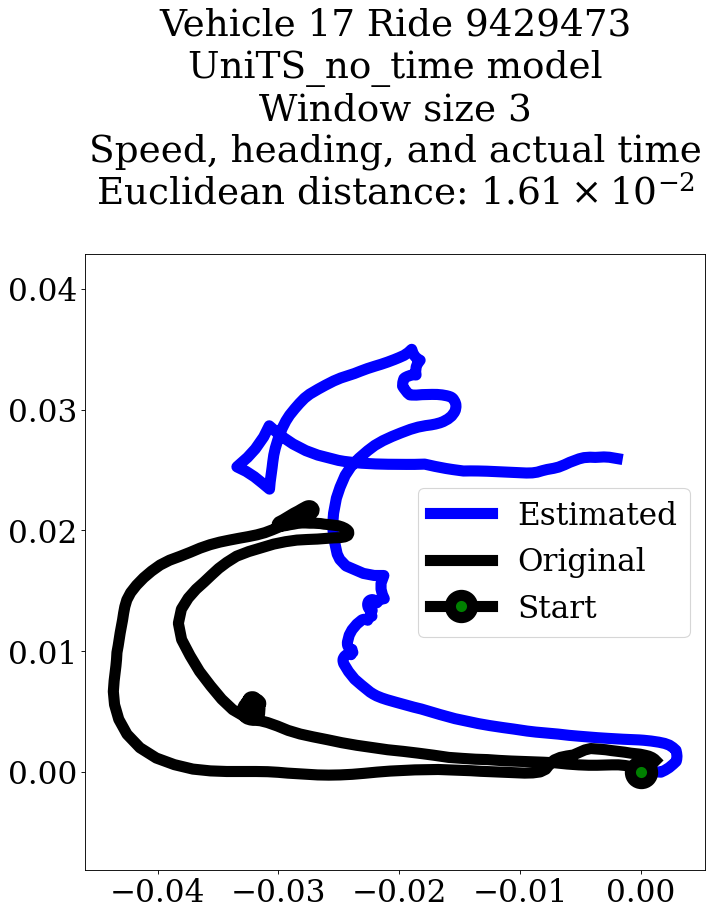 Vehicle 17 Ride 9429473
UniTS_no_time model
Window size 3
Speed, heading, and actual time
Euclidean distance: 1.61 × 10⁻²
0.04
0.03
0.02
0.01
0.00
Estimated
Original
Start
−0.04 −0.03 −0.02 −0.01 0.00